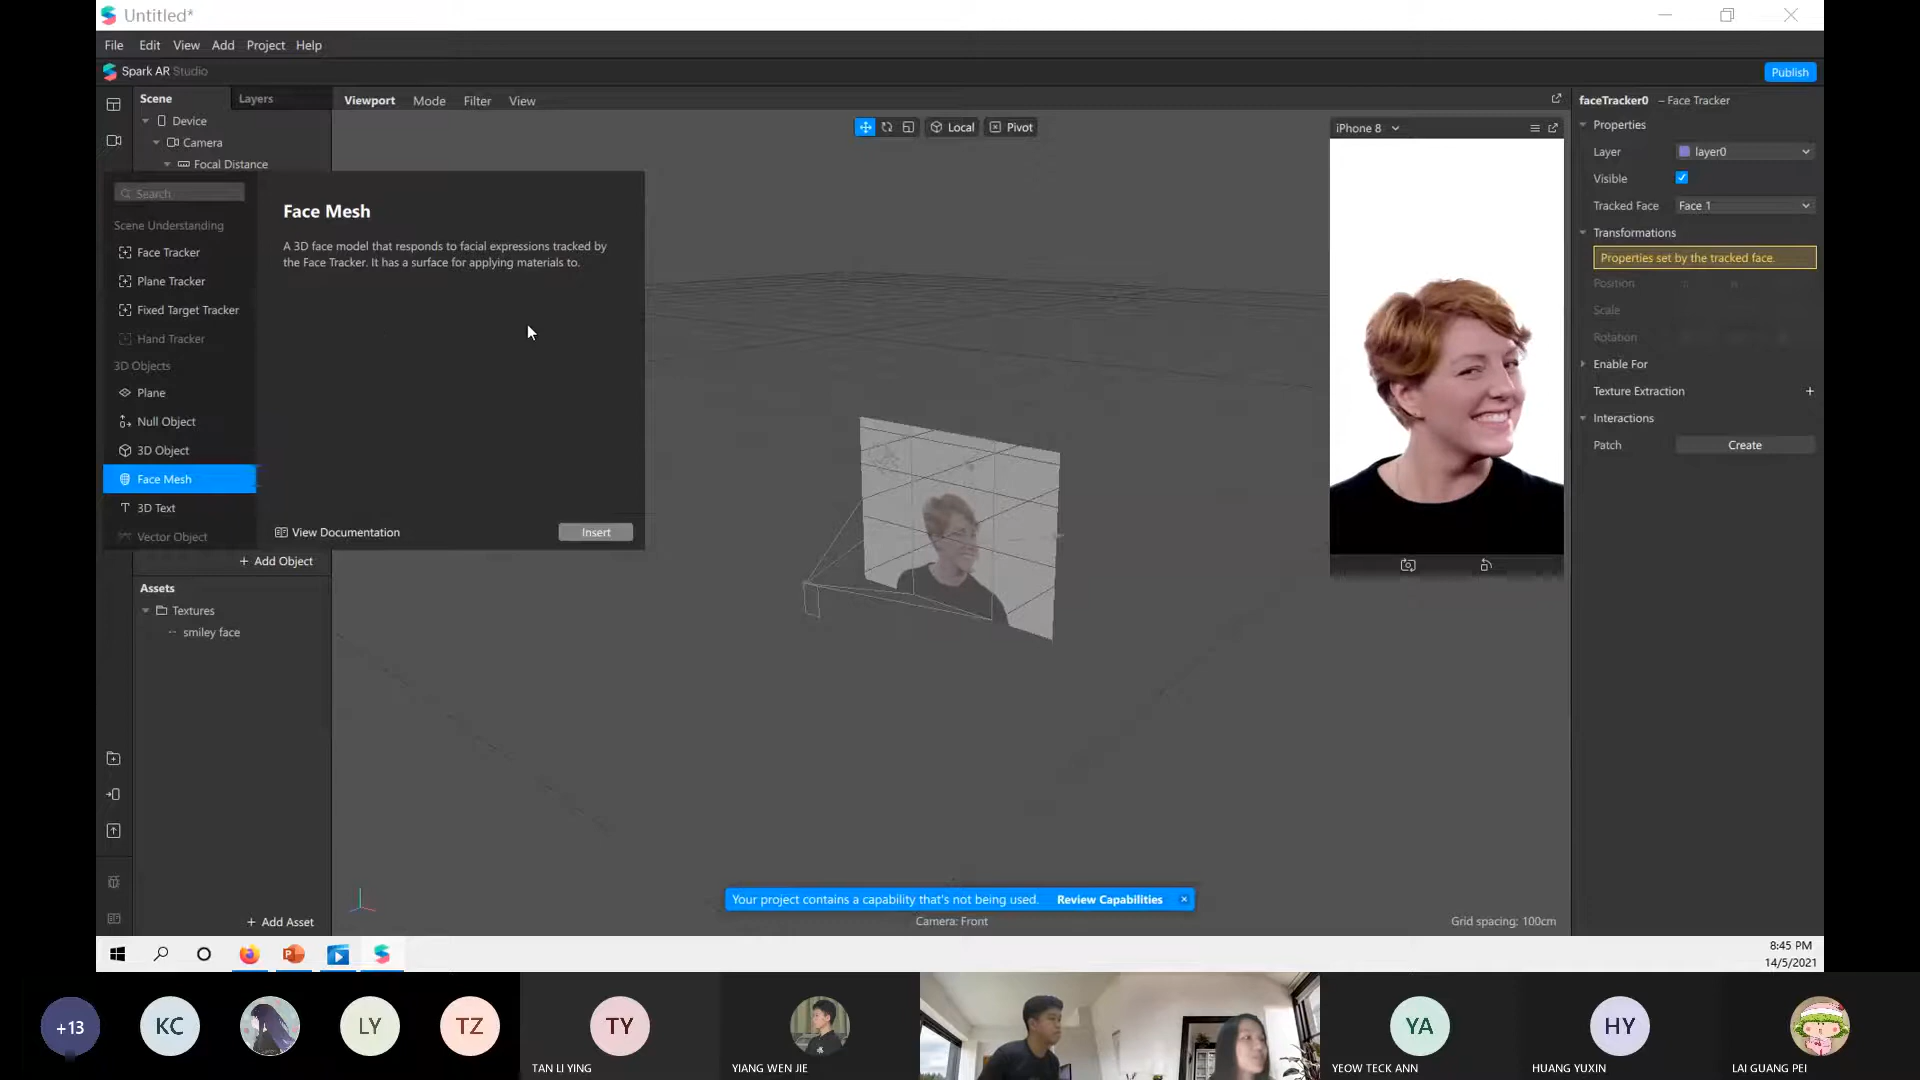 Untitled*
File Edit View Add Project Help
Spark AR Studio
Publish
Scene Layers
Viewport Mode Filter View
Device
Camera
Focal Distance
Local Pivot
iPhone 8
faceTracker0 – Face Tracker
Properties
Layer layer0
Visible
Tracked Face Face 1
Transformations
Properties set by the tracked face.
Position
Scale
Rotation
Enable For
Texture Extraction +
Interactions
Patch Create
Search
Scene Understanding
Face Tracker
Plane Tracker
Fixed Target Tracker
Hand Tracker
3D Objects
Plane
Null Object
3D Object
Face Mesh
3D Text
Vector Object
Face Mesh
A 3D face model that responds to facial expressions tracked by
the Face Tracker. It has a surface for applying materials to.
View Documentation Insert
+ Add Object
Assets
Textures
smiley face
+ Add Asset
Your project contains a capability that's not being used. Review Capabilities
Camera: Front
Grid spacing: 100cm
8:45 PM
14/5/2021
+13
KC
LY
TZ
TY
TAN LI YING
YIANG WEN JIE
YA
YEOW TECK ANN
HY
HUANG YUXIN
LAI GUANG PEI